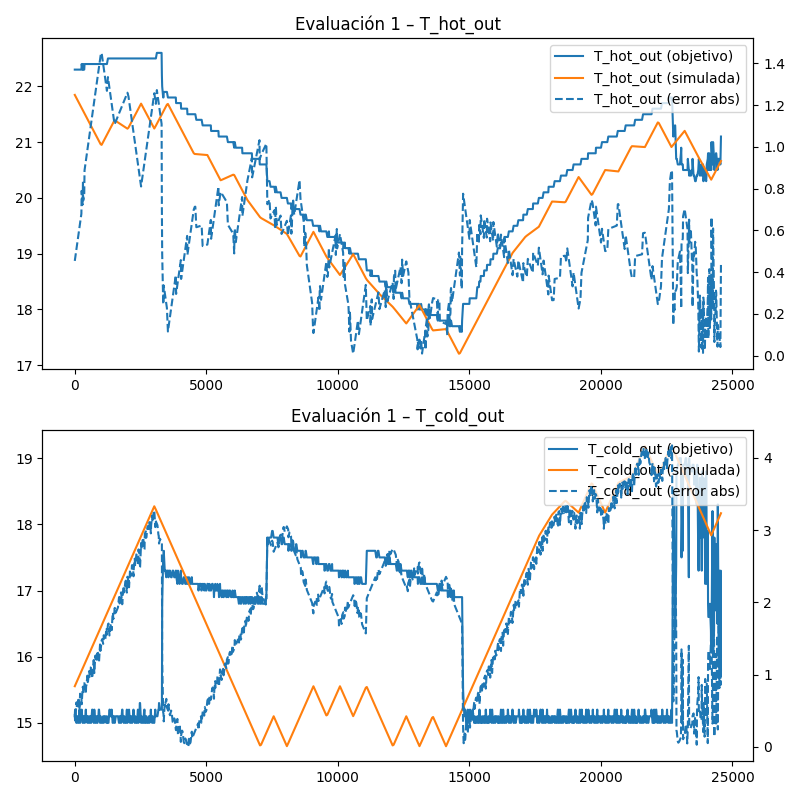 Evaluación 1 – T_hot_out
T_hot_out (objetivo)
T_hot_out (simulada)
T_hot_out (error abs)
22
21
20
19
18
17
1.4
1.2
1.0
0.8
0.6
0.4
0.2
0.0
0 5000 10000 15000 20000 25000
Evaluación 1 – T_cold_out
T_cold_out (objetivo)
T_cold_out (simulada)
T_cold_out (error abs)
19
18
17
16
15
4
3
2
1
0
0 5000 10000 15000 20000 25000